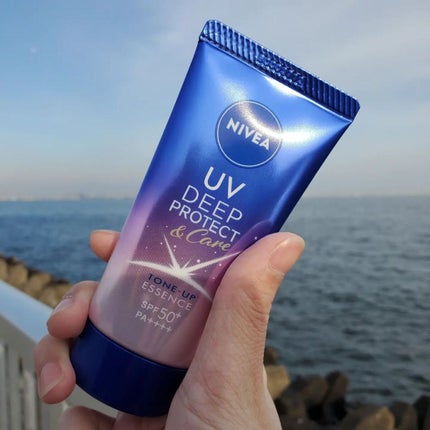 NIVEA
UV
DEEP
PROTECT
& Care
TONE-UP
ESSENCE
SPF50+
PA++++